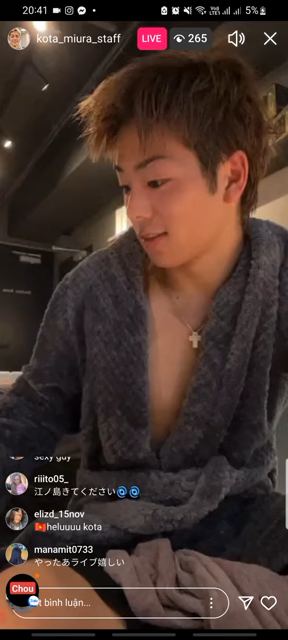 20:41
5%
kota_miura_staff
LIVE
265
sexy guy
riiito05_
江ノ島きてください🌀🌀
elizd_15nov
🇻🇳heluuuu kota
manamit0733
やったあライブ嬉しい
Chou
t bình luận...